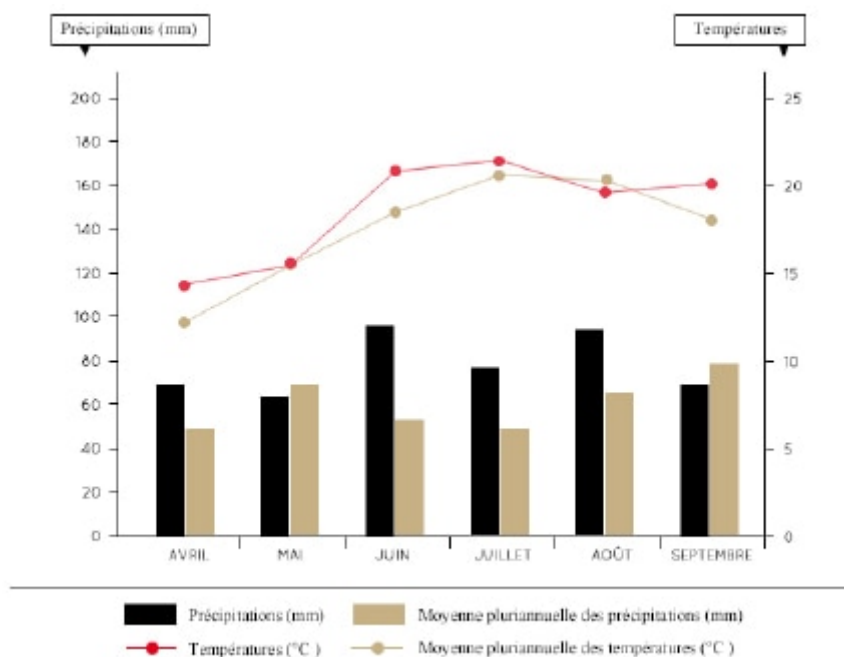 Précipitations (mm) Températures
200 25
180
160 20
140
120 15
100
80 10
60
40 5
20
0 0
AVRIL MAI JUIN JUILLET AOÛT SEPTEMBRE
Précipitations (mm) Moyenne pluriannuelle des précipitations (mm)
Températures (°C ) Moyenne pluriannuelle des températures (°C )